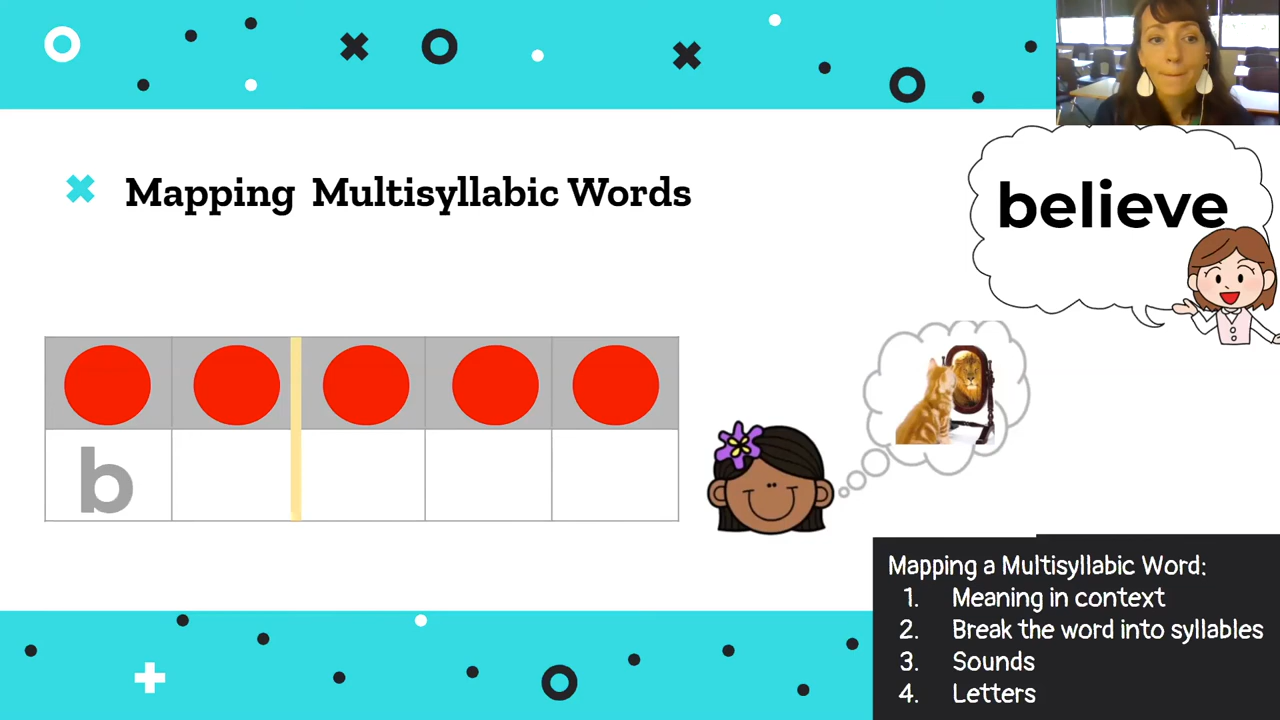 Mapping Multisyllabic Words
believe
b
Mapping a Multisyllabic Word:
1. Meaning in context
2. Break the word into syllables
3. Sounds
4. Letters